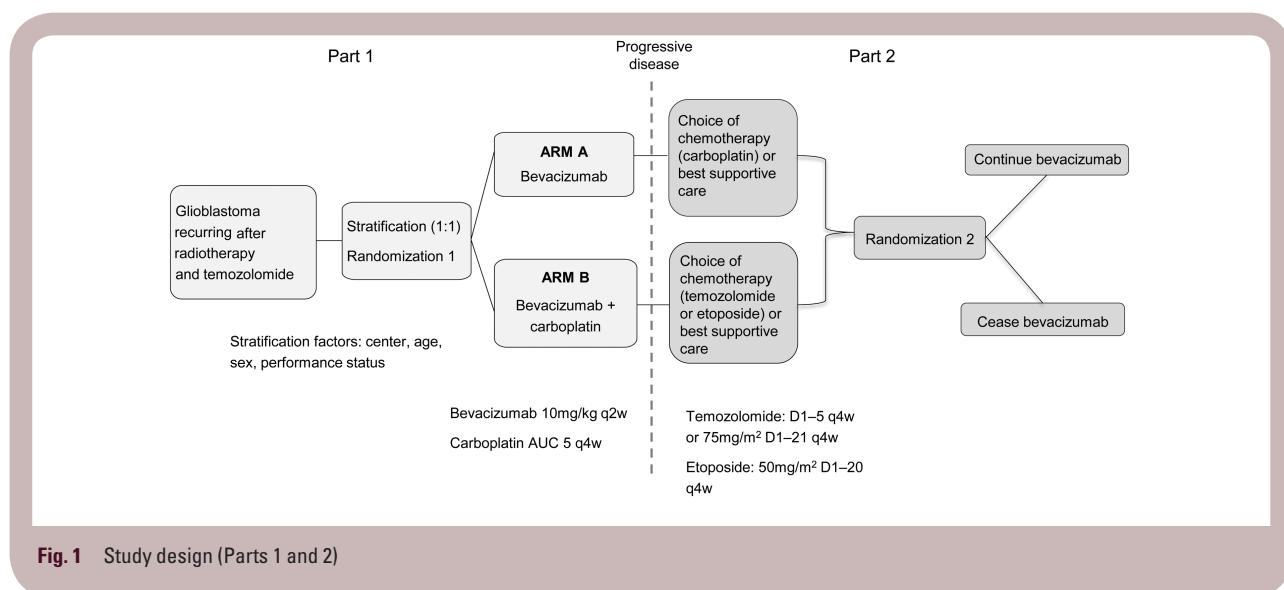 Part 1
Progressive
disease
Part 2
Glioblastoma
recurring after
radiotherapy
and temozolomide
Stratification (1:1)
Randomization 1
ARM A
Bevacizumab
ARM B
Bevacizumab +
carboplatin
Choice of
chemotherapy
(carboplatin) or
best supportive
care
Choice of
chemotherapy
(temozolomide
or etoposide) or
best supportive
care
Randomization 2
Continue bevacizumab
Cease bevacizumab
Stratification factors: center, age,
sex, performance status
Bevacizumab 10mg/kg q2w
Carboplatin AUC 5 q4w
Temozolomide: D1–5 q4w
or 75mg/m² D1–21 q4w
Etoposide: 50mg/m² D1–20
q4w
Fig. 1 Study design (Parts 1 and 2)